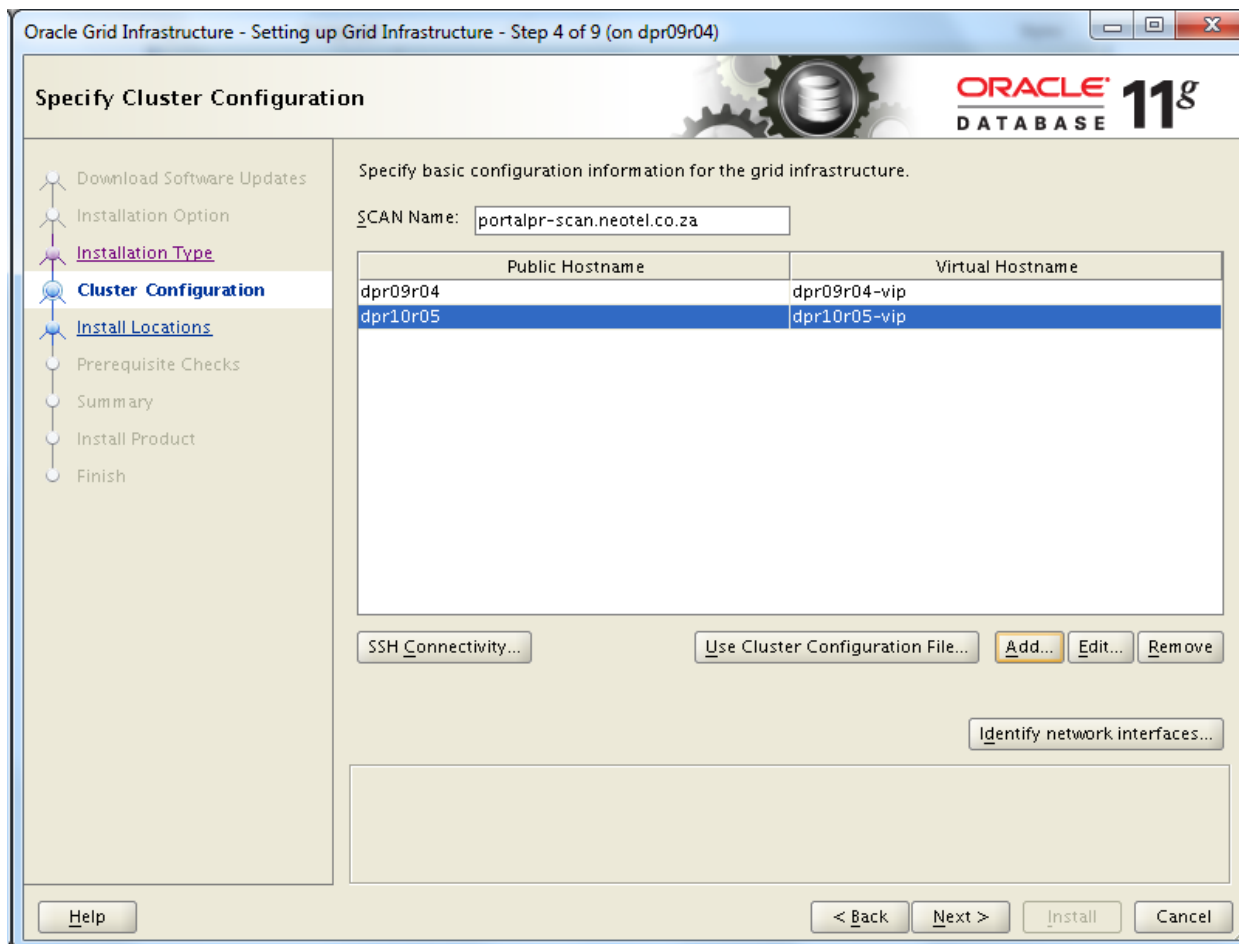 Oracle Grid Infrastructure - Setting up Grid Infrastructure - Step 4 of 9 (on dpr09r04)
Specify Cluster Configuration
ORACLE 11g
DATABASE
Download Software Updates
Installation Option
Installation Type
Cluster Configuration
Install Locations
Prerequisite Checks
Summary
Install Product
Finish
Specify basic configuration information for the grid infrastructure.
SCAN Name: portalpr-scan.neotel.co.za
Public Hostname Virtual Hostname
dpr09r04 dpr09r04-vip
dpr10r05 dpr10r05-vip
SSH Connectivity... Use Cluster Configuration File... Add... Edit... Remove
Identify network interfaces...
Help < Back Next > Install Cancel